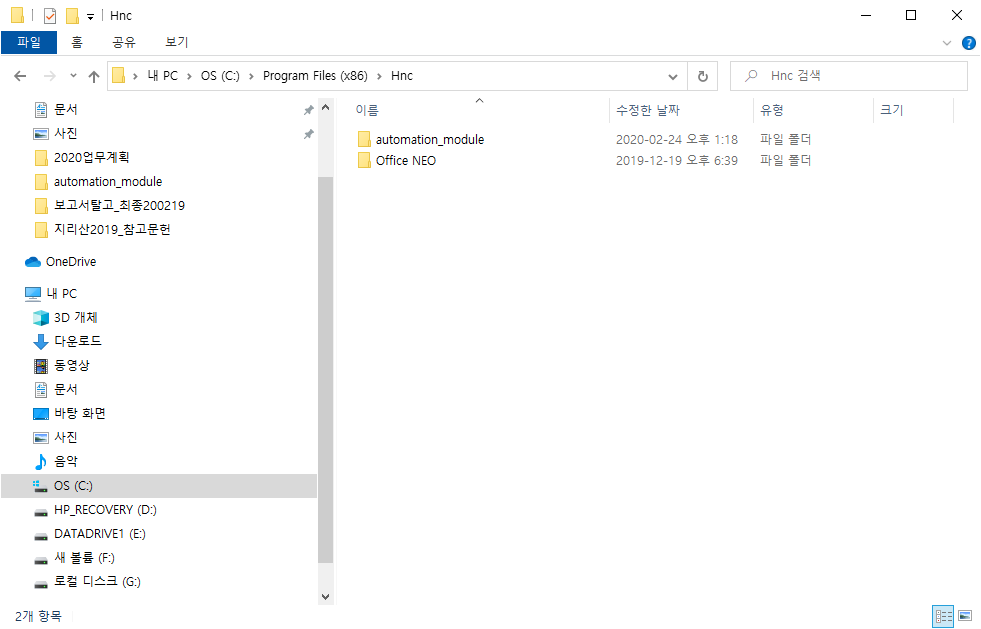 Hnc
파일 홈 공유 보기
내 PC OS (C:) Program Files (x86) Hnc
Hnc 검색
문서
사진
2020업무계획
automation_module
보고서탈고_최종200219
지리산2019_참고문헌
OneDrive
내 PC
3D 개체
다운로드
동영상
문서
바탕 화면
사진
음악
OS (C:)
HP_RECOVERY (D:)
DATADRIVE1 (E:)
새 볼륨 (F:)
로컬 디스크 (G:)
이름 수정한 날짜 유형 크기
automation_module 2020-02-24 오후 1:18 파일 폴더
Office NEO 2019-12-19 오후 6:39 파일 폴더
2개 항목